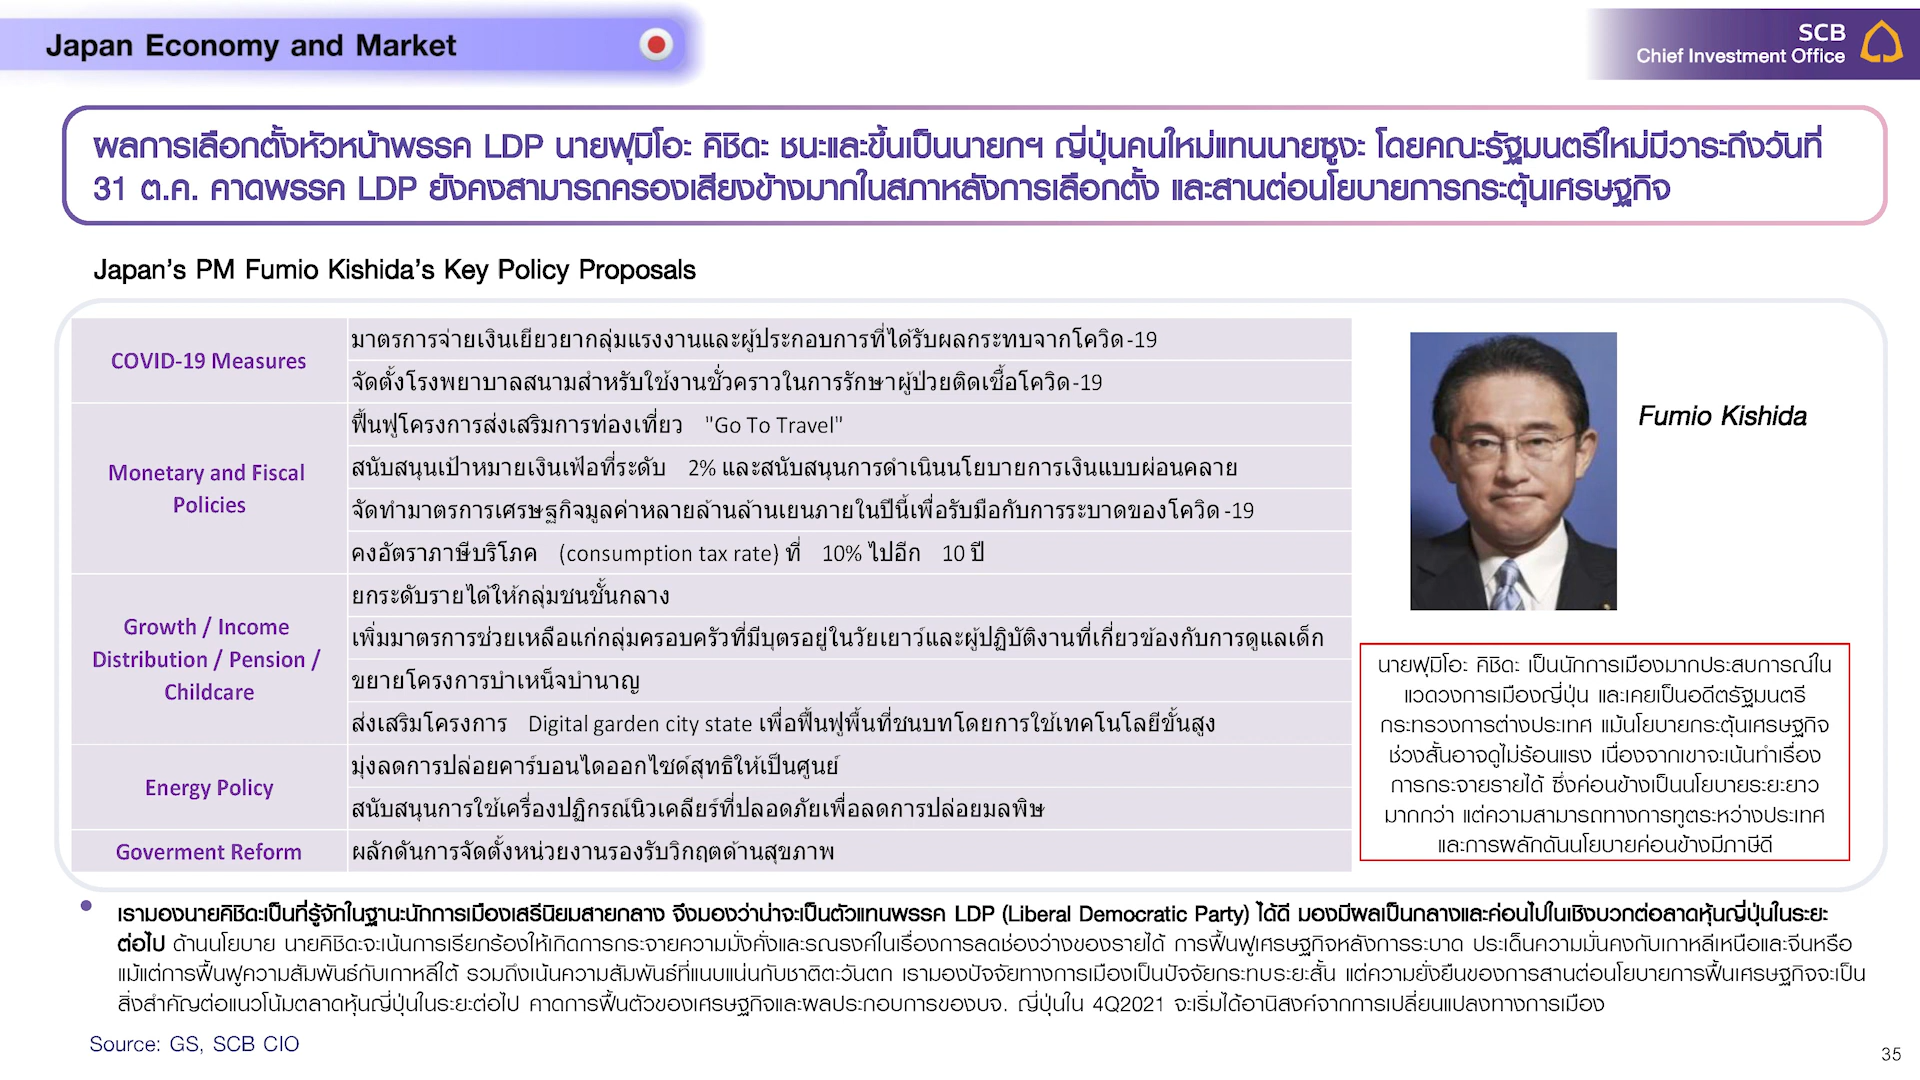 Japan Economy and Market
SCB
Chief Investment Office
ผลการเลือกตั้งหัวหน้าพรรค LDP นายฟุมิโอะ คิชิดะ ชนะและขึ้นเป็นนายกฯ ญี่ปุ่นคนใหม่แทนนายซูงะ โดยคณะรัฐมนตรีใหม่มีวาระถึงวันที่
31 ต.ค. คาดพรรค LDP ยังคงสามารถครองเสียงข้างมากในสภาหลังการเลือกตั้ง และสานต่อนโยบายการกระตุ้นเศรษฐกิจ
Japan's PM Fumio Kishida's Key Policy Proposals
COVID-19 Measures
มาตรการจ่ายเงินเยียวยากลุ่มแรงงานและผู้ประกอบการที่ได้รับผลกระทบจากโควิด-19
จัดตั้งโรงพยาบาลสนามสำหรับใช้งานชั่วคราวในการรักษาผู้ป่วยติดเชื้อโควิด-19
Monetary and Fiscal
Policies
ฟื้นฟูโครงการส่งเสริมการท่องเที่ยว "Go To Travel"
สนับสนุนเป้าหมายเงินเฟ้อที่ระดับ 2% และสนับสนุนการดำเนินนโยบายการเงินแบบผ่อนคลาย
จัดทำมาตรการเศรษฐกิจมูลค่าหลายล้านล้านเยนภายในปีนี้เพื่อรับมือกับการระบาดของโควิด-19
คงอัตราภาษีบริโภค (consumption tax rate) ที่ 10% ไปอีก 10 ปี
Growth / Income
Distribution / Pension /
Childcare
ยกระดับรายได้ให้กลุ่มชนชั้นกลาง
เพิ่มมาตรการช่วยเหลือแก่กลุ่มครอบครัวที่มีบุตรอยู่ในวัยเยาว์และผู้ปฏิบัติงานที่เกี่ยวข้องกับการดูแลเด็ก
ขยายโครงการบำเหน็จบำนาญ
ส่งเสริมโครงการ Digital garden city state เพื่อฟื้นฟูพื้นที่ชนบทโดยการใช้เทคโนโลยีขั้นสูง
Energy Policy
มุ่งลดการปล่อยคาร์บอนไดออกไซด์สุทธิให้เป็นศูนย์
สนับสนุนการใช้เครื่องปฏิกรณ์นิวเคลียร์ที่ปลอดภัยเพื่อลดการปล่อยมลพิษ
Goverment Reform
ผลักดันการจัดตั้งหน่วยงานรองรับวิกฤตด้านสุขภาพ
Fumio Kishida
นายฟุมิโอะ คิชิดะ เป็นนักการเมืองมากประสบการณ์ใน
แวดวงการเมืองญี่ปุ่น และเคยเป็นอดีตรัฐมนตรี
กระทรวงการต่างประเทศ แม้นโยบายกระตุ้นเศรษฐกิจ
ช่วงสั้นอาจดูไม่ร้อนแรง เนื่องจากเขาจะเน้นทำเรื่อง
การกระจายรายได้ ซึ่งค่อนข้างเป็นนโยบายระยะยาว
มากกว่า แต่ความสามารถทางการทูตระหว่างประเทศ
และการผลักดันนโยบายค่อนข้างมีภาษีดี
• เรามองนายคิชิดะเป็นที่รู้จักในฐานะนักการเมืองเสรีนิยมสายกลาง จึงมองว่าน่าจะเป็นตัวแทนพรรค LDP (Liberal Democratic Party) ได้ดี มองมีผลเป็นกลางและค่อนไปในเชิงบวกต่อลาดหุ้นญี่ปุ่นในระยะ
ต่อไป ด้านนโยบาย นายคิชิดะจะเน้นการเรียกร้องให้เกิดการกระจายความมั่งคั่งและรณรงค์ในเรื่องการลดช่องว่างของรายได้ การฟื้นฟูเศรษฐกิจหลังการระบาด ประเด็นความมั่นคงกับเกาหลีเหนือและจีนหรือ
แม้แต่การฟื้นฟูความสัมพันธ์กับเกาหลีใต้ รวมถึงเน้นความสัมพันธ์ที่แนบแน่นกับชาติตะวันตก เรามองปัจจัยทางการเมืองเป็นปัจจัยกระทบระยะสั้น แต่ความยั่งยืนของการสานต่อนโยบายการฟื้นเศรษฐกิจจะเป็น
สิ่งสำคัญต่อแนวโน้มตลาดหุ้นญี่ปุ่นในระยะต่อไป คาดการฟื้นตัวของเศรษฐกิจและผลประกอบการของบจ. ญี่ปุ่นใน 4Q2021 จะเริ่มได้อานิสงค์จากการเปลี่ยนแปลงทางการเมือง
Source: GS, SCB CIO
35